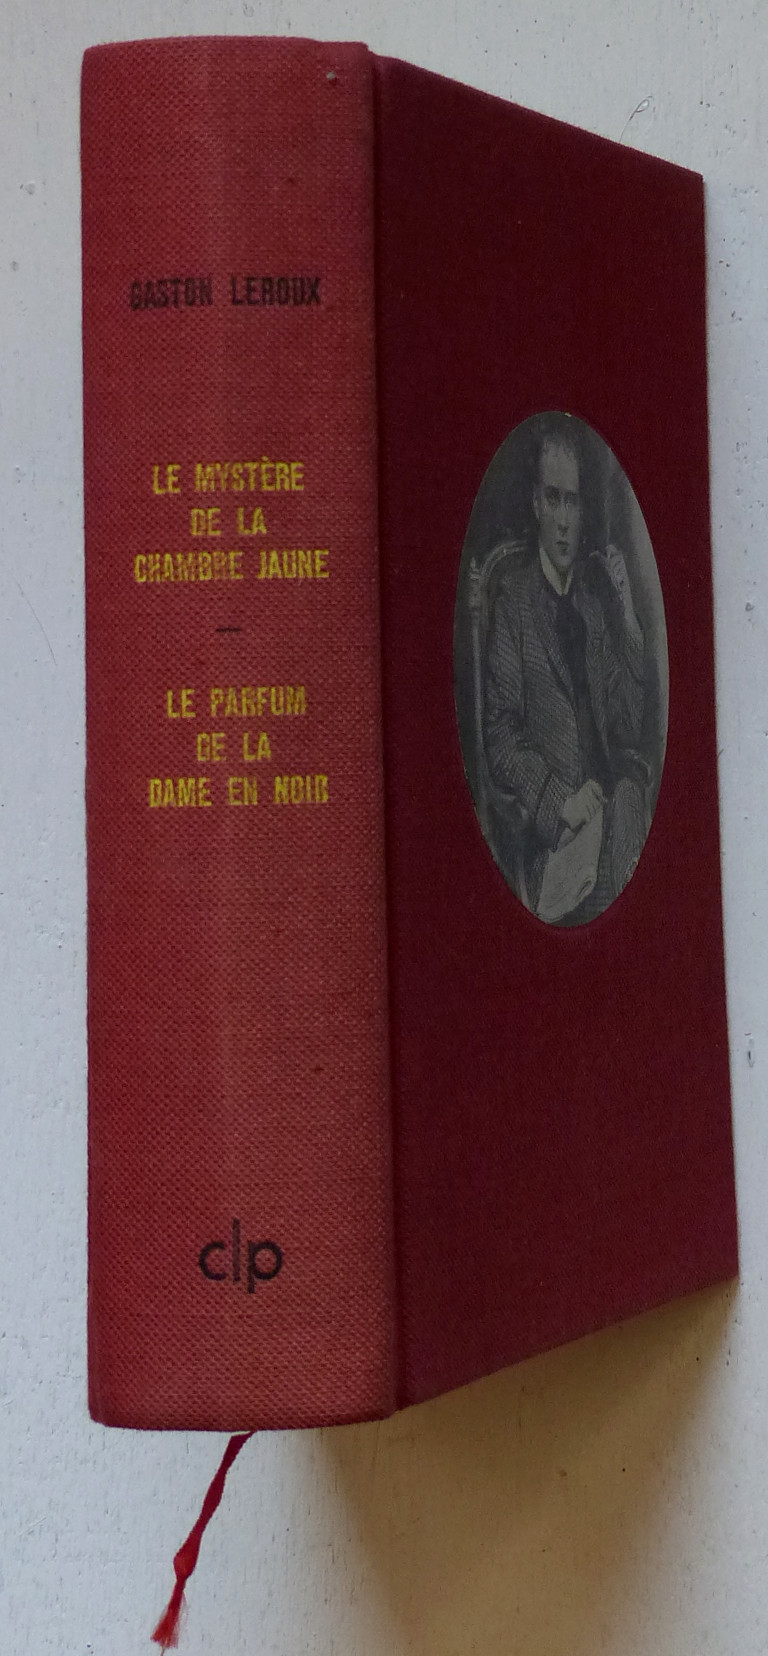 GASTON LEROUX
LE MYSTÈRE
DE LA
CHAMBRE JAUNE
—
LE PARFUM
DE LA
DAME EN NOIR
clp